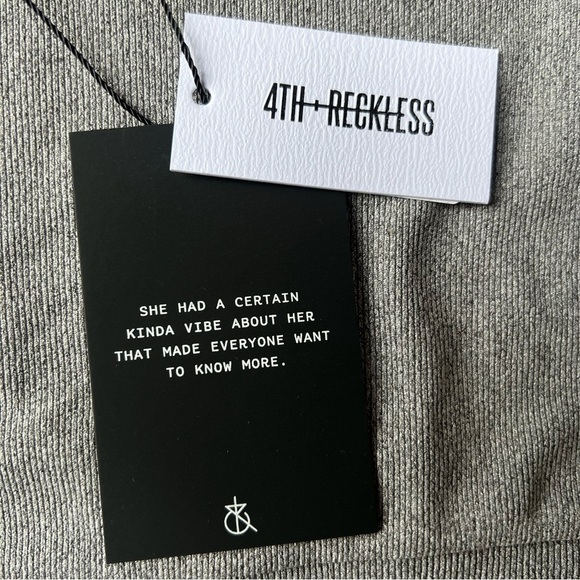 4TH+RECKLESS
SHE HAD A CERTAIN
KINDA VIBE ABOUT HER
THAT MADE EVERYONE WANT
TO KNOW MORE.